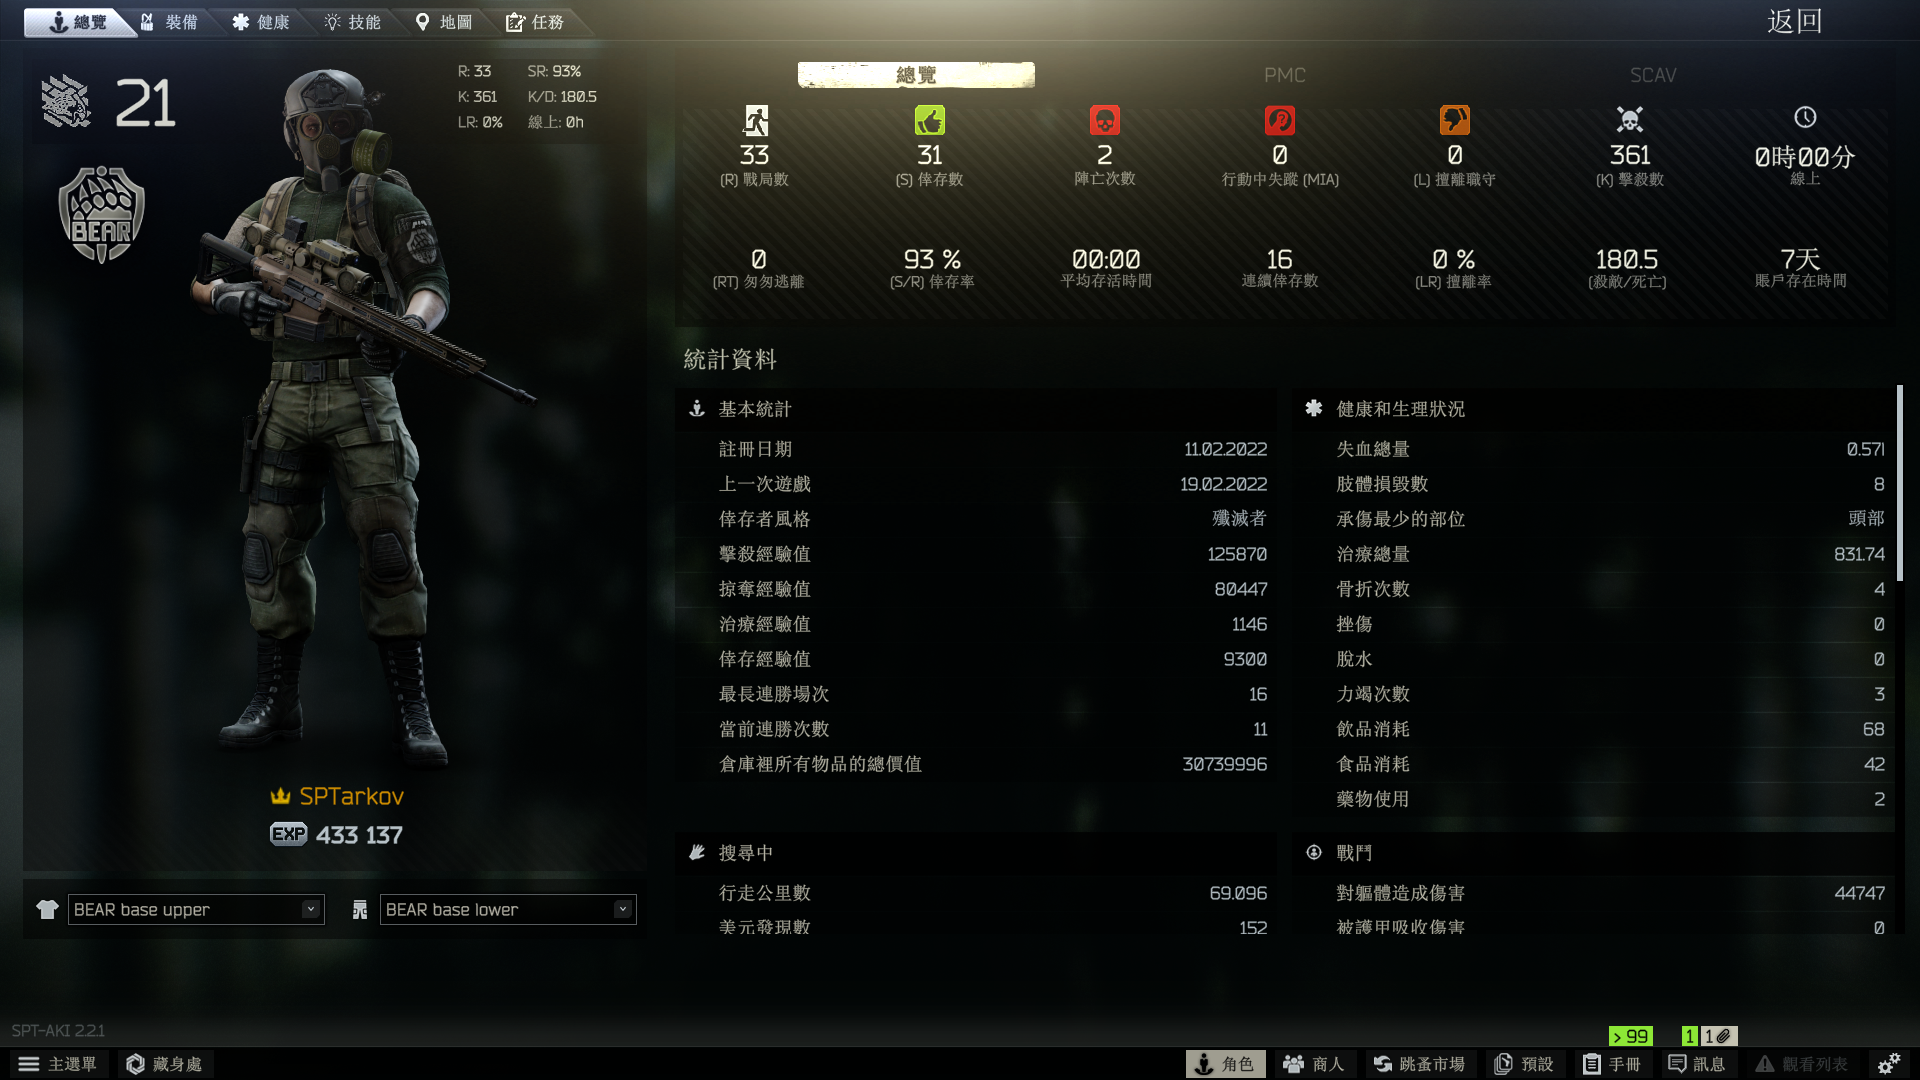 總覽 裝備 健康 技能 地圖 任務 返回
21
R: 33 SR: 93%
K: 361 K/D: 180.5
LR: 0% 線上: 0h
BEAR
總覽 PMC SCAV
33 31 2 0 0 361 0時00分
(R) 戰局數 (S) 倖存數 陣亡次數 行動中失蹤 (MIA) (L) 擅離職守 (K) 擊殺數 線上
0 93 % 00:00 16 0 % 180.5 7天
(RT) 匆匆逃離 (S/R) 倖存率 平均存活時間 連續倖存數 (LR) 擅離率 (殺敵/死亡) 賬戶存在時間
統計資料
基本統計
註冊日期 11.02.2022
上一次遊戲 19.02.2022
倖存者風格 殲滅者
擊殺經驗值 125870
掠奪經驗值 80447
治療經驗值 1146
倖存經驗值 9300
最長連勝場次 16
當前連勝次數 11
倉庫裡所有物品的總價值 30739996
健康和生理狀況
失血總量 0.57l
肢體損毀數 8
承傷最少的部位 頭部
治療總量 831.74
骨折次數 4
挫傷 0
脫水 0
力竭次數 3
飲品消耗 68
食品消耗 42
藥物使用 2
搜尋中
行走公里數 69.096
美元發現數 152
戰鬥
對軀體造成傷害 44747
被護甲吸收傷害 0
SPTarkov
EXP 433 137
BEAR base upper BEAR base lower
SPT-AKI 2.2.1
> 99 1 1
主選單 藏身處 角色 商人 跳蚤市場 預設 手冊 訊息 觀看列表